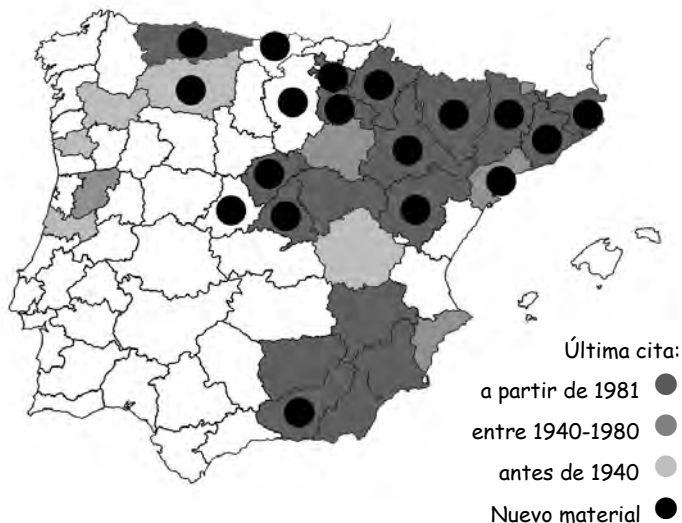 Última cita:
a partir de 1981
entre 1940-1980
antes de 1940
Nuevo material